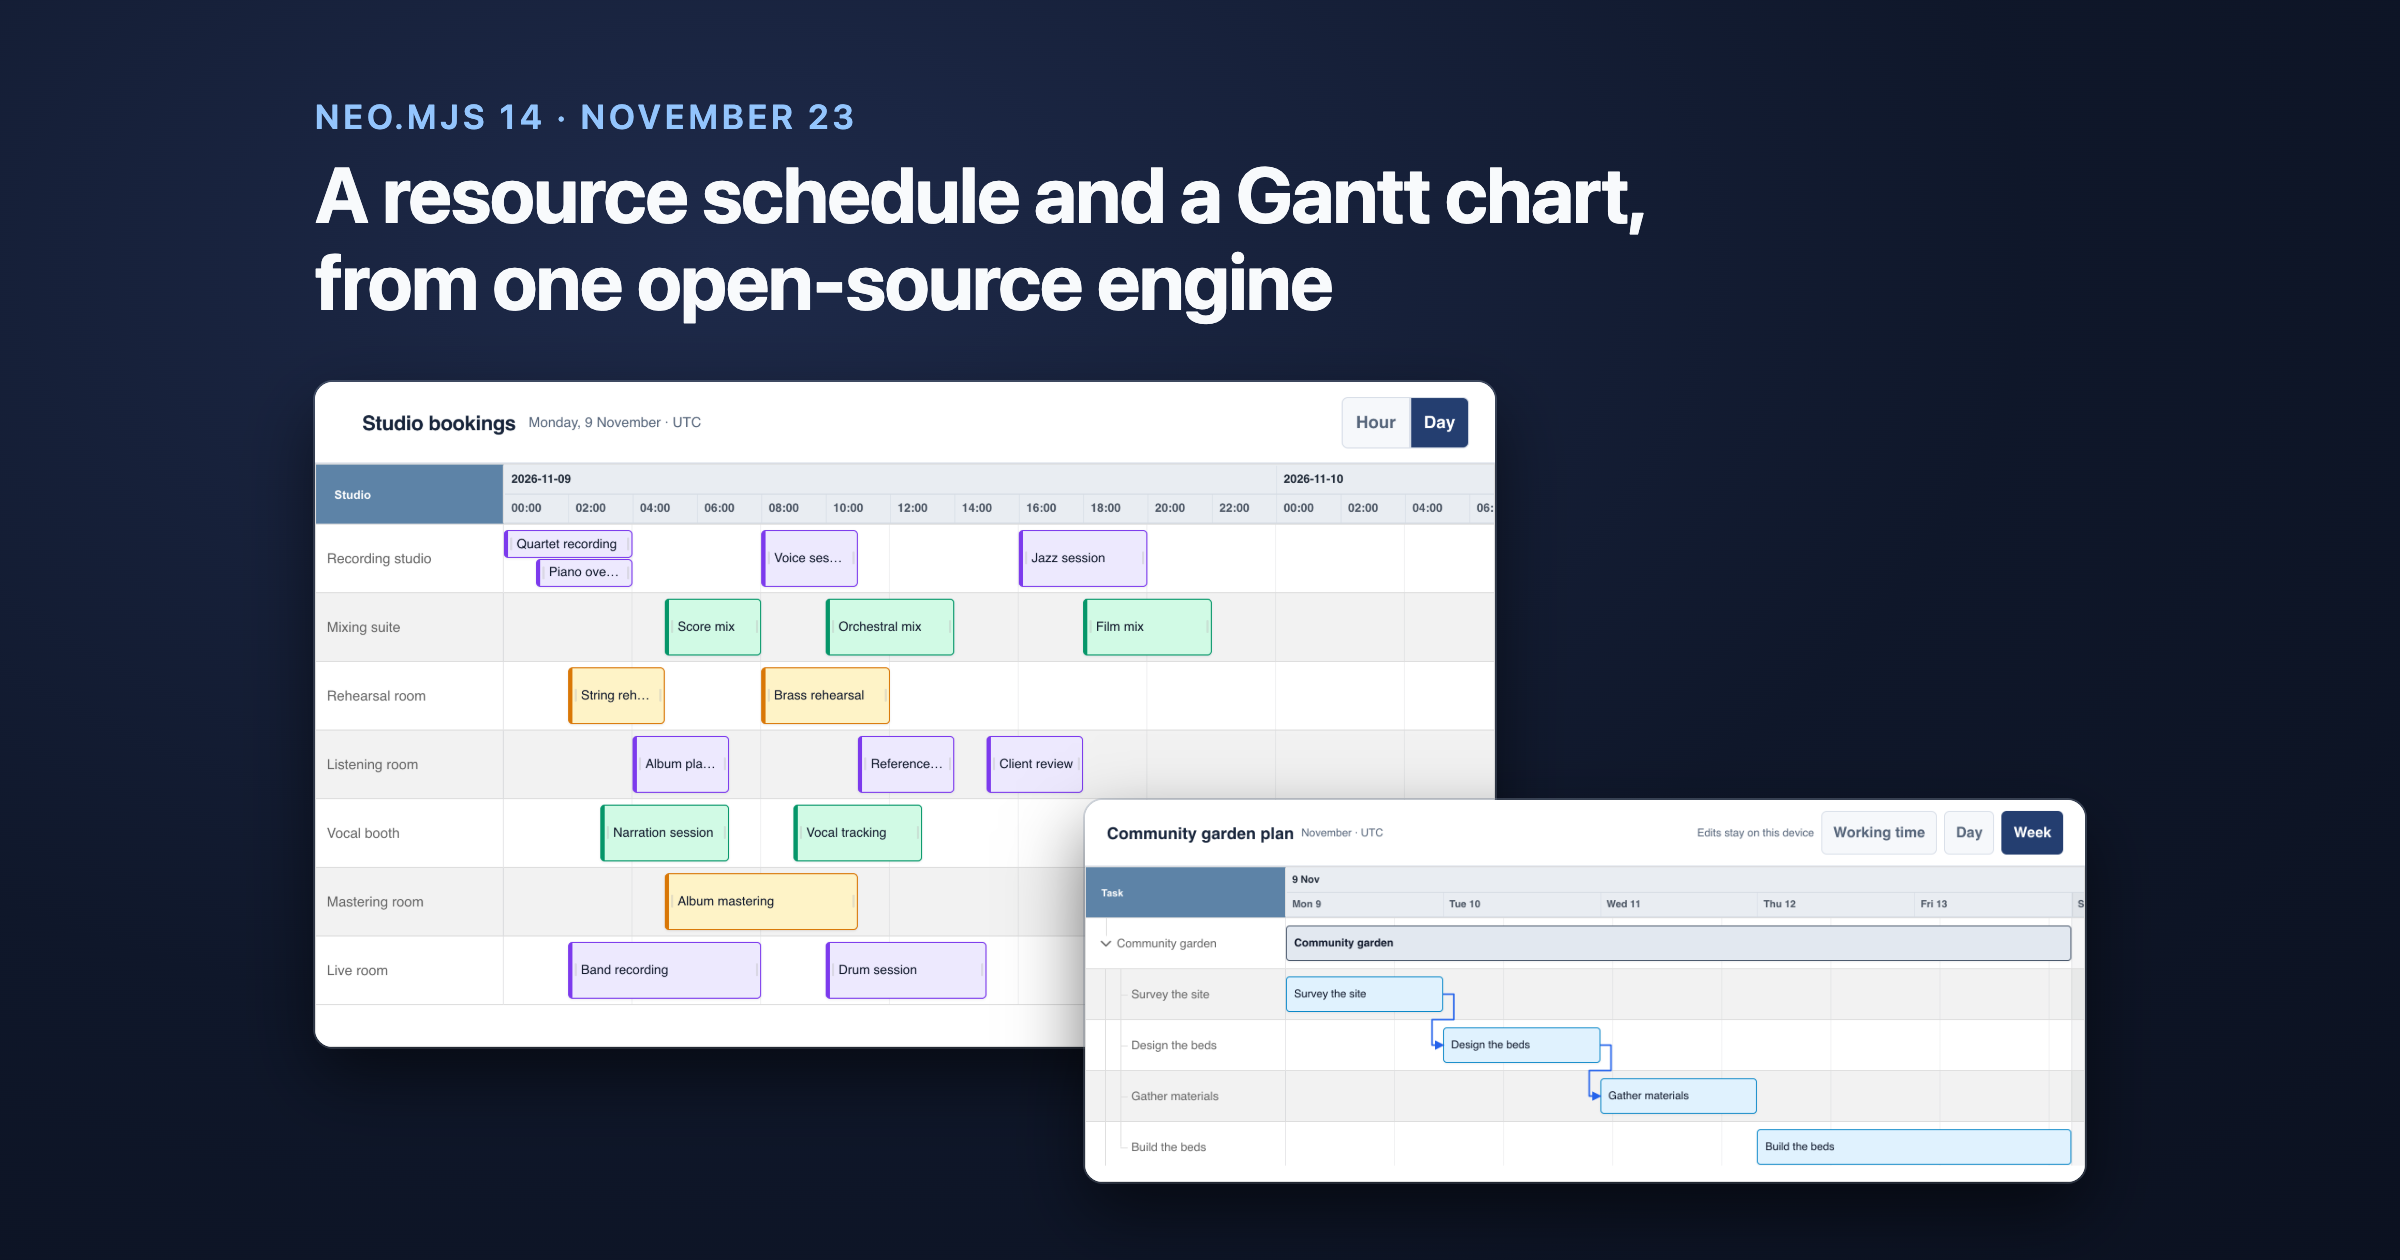 NEO.MJS 14 · NOVEMBER 23
A resource schedule and a Gantt chart,
from one open-source engine
Studio bookings Monday, 9 November · UTC
Hour Day
Studio
2026-11-09 2026-11-10
00:00 02:00 04:00 06:00 08:00 10:00 12:00 14:00 16:00 18:00 20:00 22:00 00:00 02:00 04:00 06:
Recording studio
Quartet recording
Piano ove…
Voice ses…
Jazz session
Mixing suite
Score mix
Orchestral mix
Film mix
Rehearsal room
String reh…
Brass rehearsal
Listening room
Album pla…
Reference…
Client review
Vocal booth
Narration session
Vocal tracking
Mastering room
Album mastering
Live room
Band recording
Drum session
Community garden plan November · UTC
Edits stay on this device Working time Day Week
Task
9 Nov
Mon 9 Tue 10 Wed 11 Thu 12 Fri 13 S
Community garden
Community garden
Survey the site
Survey the site
Design the beds
Design the beds
Gather materials
Gather materials
Build the beds
Build the beds